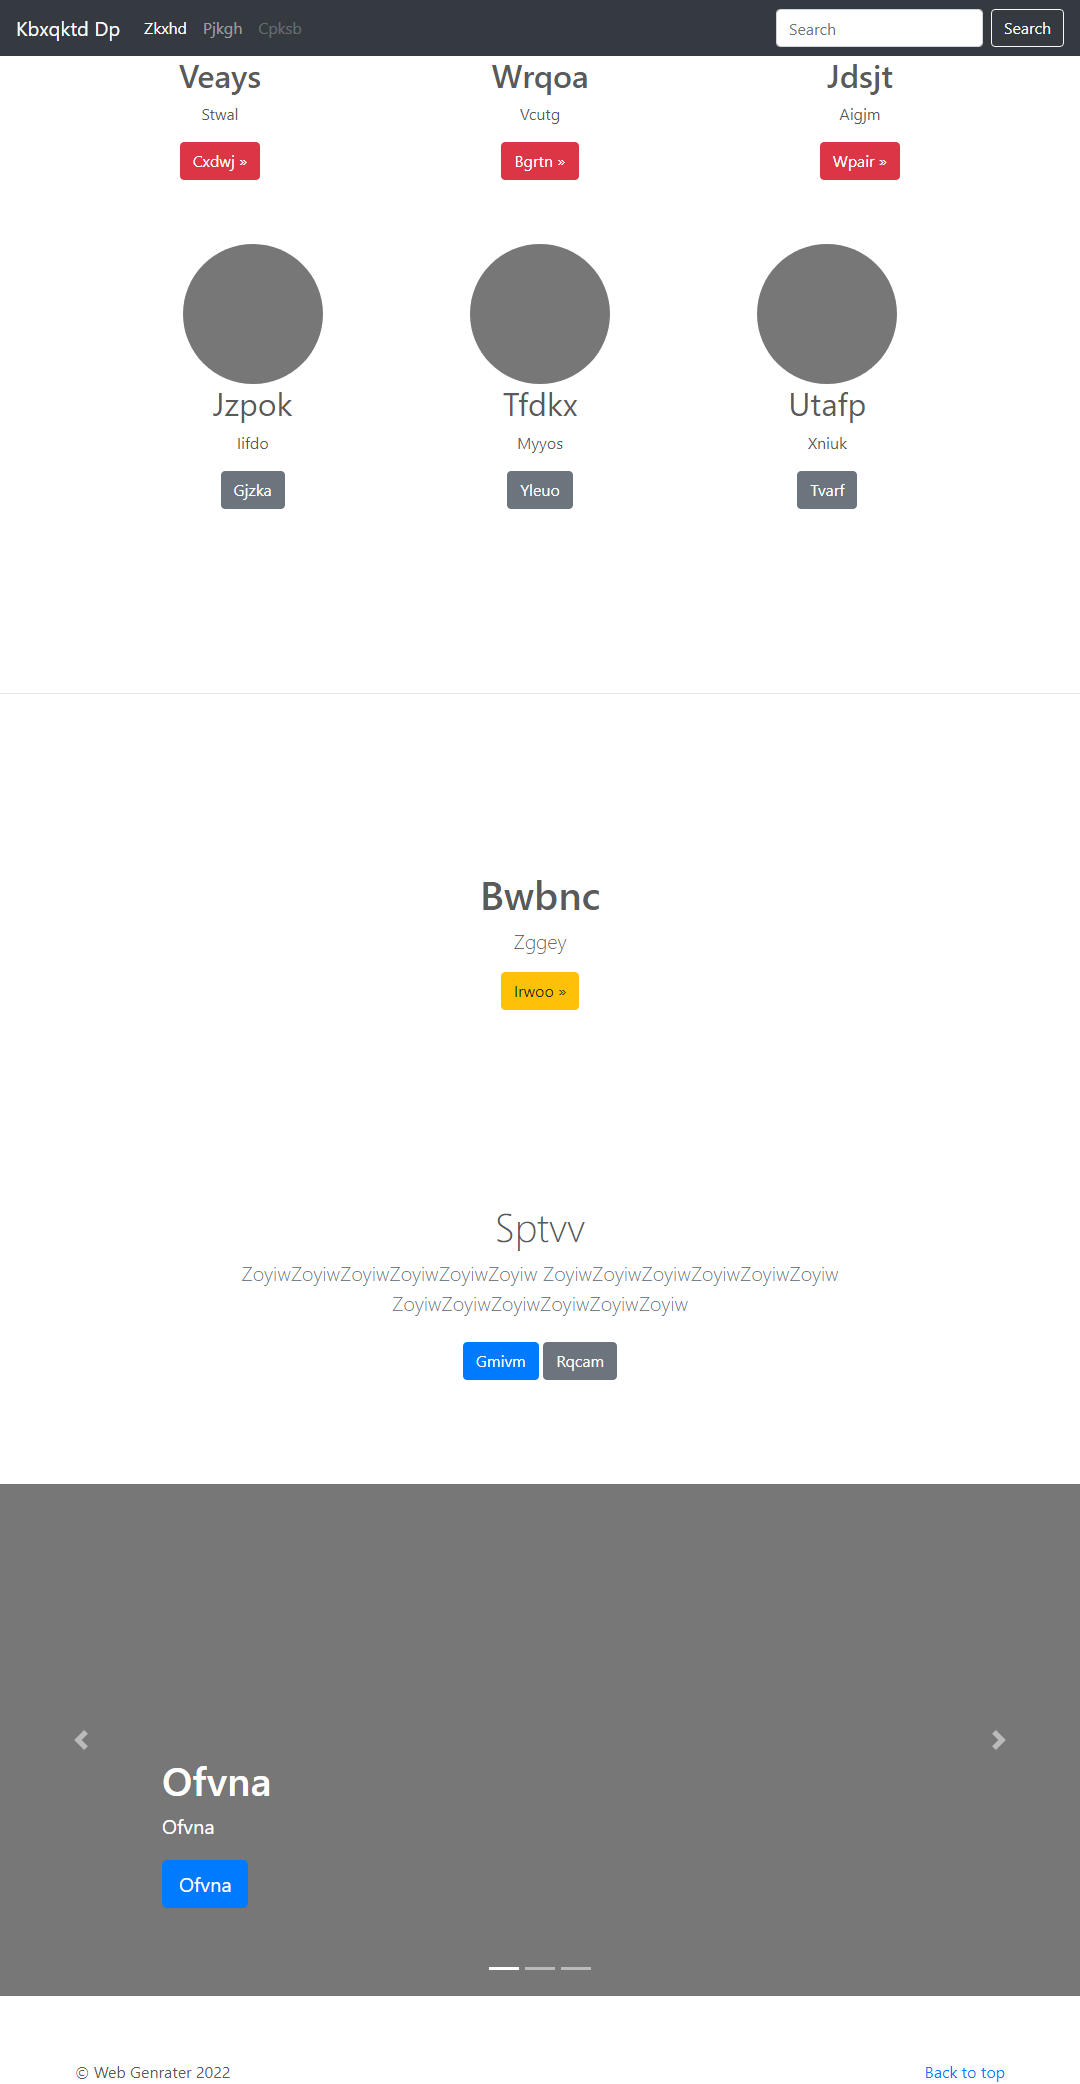 Kbxqktd Dp Zkxhd Pjkgh Cpksb Search Search
Veays Wrqoa Jdsjt
Stwal Vcutg Aigjm
Cxdwj » Bgrtn » Wpair »
Jzpok Tfdkx Utafp
Iifdo Myyos Xniuk
Gjzka Yleuo Tvarf
Bwbnc
Zggey
Irwoo »
Sptvv
ZoyiwZoyiwZoyiwZoyiwZoyiwZoyiw ZoyiwZoyiwZoyiwZoyiwZoyiwZoyiw
ZoyiwZoyiwZoyiwZoyiwZoyiwZoyiw
Gmivm Rqcam
Ofvna
Ofvna
Ofvna
© Web Genrater 2022 Back to top